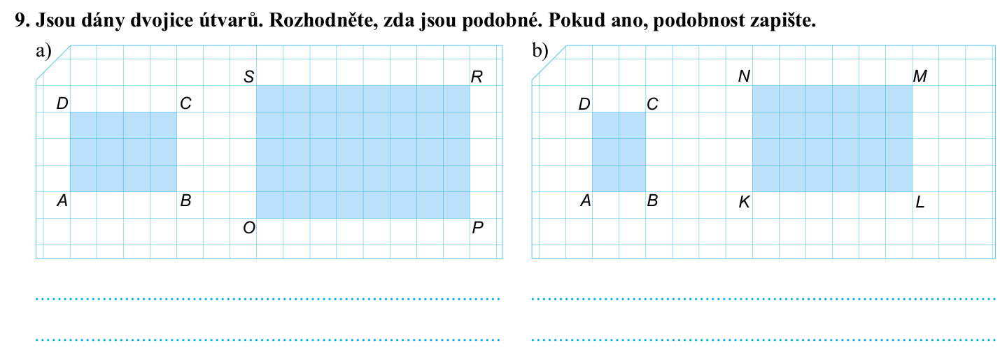 9. Jsou dány dvojice útvarů. Rozhodněte, zda jsou podobné. Pokud ano, podobnost zapište.
a)
S R
D C
A B
O P
b)
N M
D C
A B K L